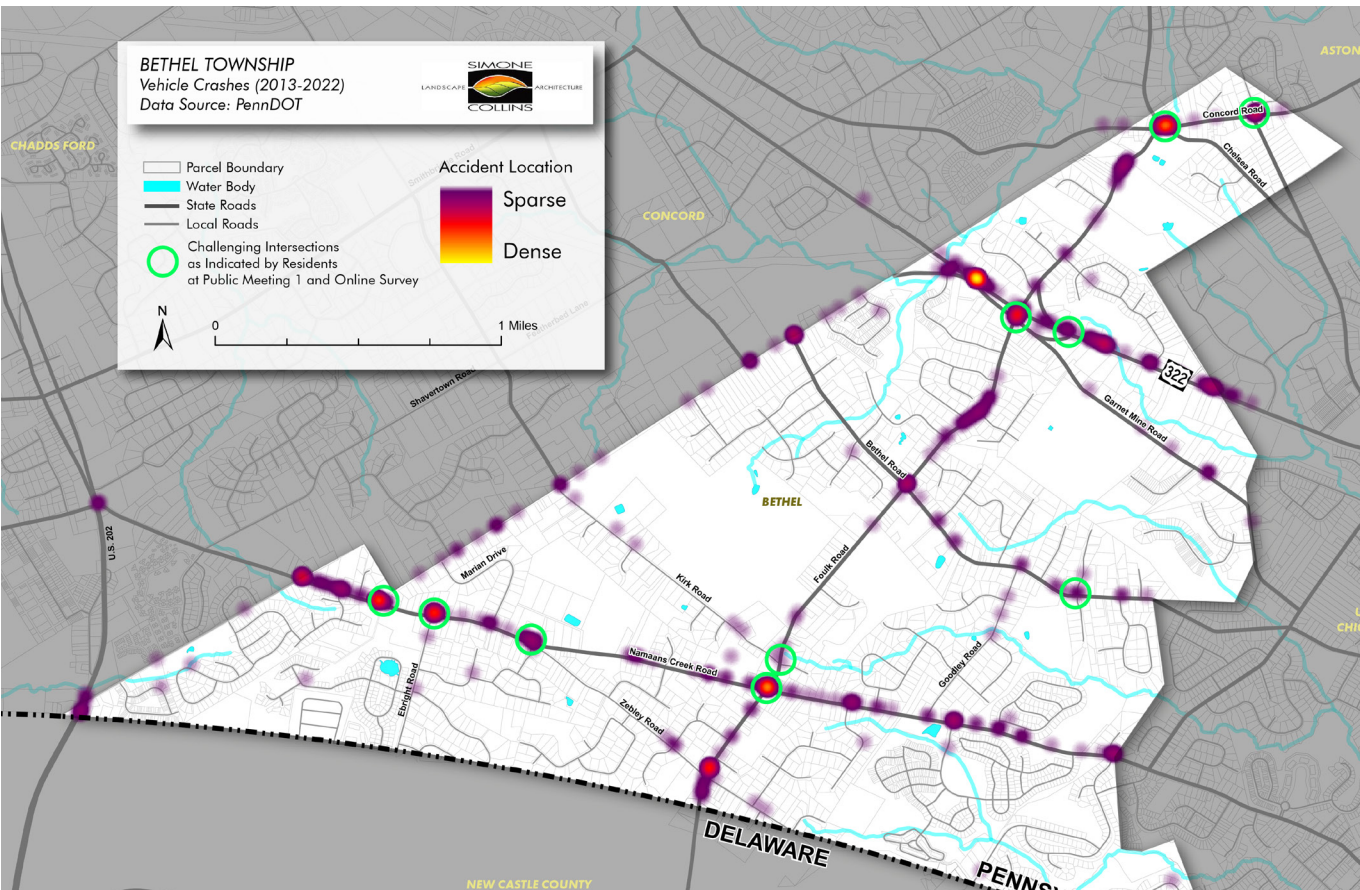 BETHEL TOWNSHIP
Vehicle Crashes (2013-2022)
Data Source: PennDOT
SIMONE
LANDSCAPE ARCHITECTURE
COLLINS
Parcel Boundary
Water Body
State Roads
Local Roads
Challenging Intersections
as Indicated by Residents
at Public Meeting 1 and Online Survey
Accident Location
Sparse
Dense
N
0 1 Miles
ASTON
CHADDS FORD
CONCORD
Concord Road
Chelsea Road
322
Garnet Mine Road
Shavertown Road
Bethel Road
BETHEL
U.S. 202
Marian Drive
Kirk Road
Foulk Road
Namaans Creek Road
Goodley Road
Ebright Road
Zebley Road
DELAWARE
PENNSY
NEW CASTLE COUNTY